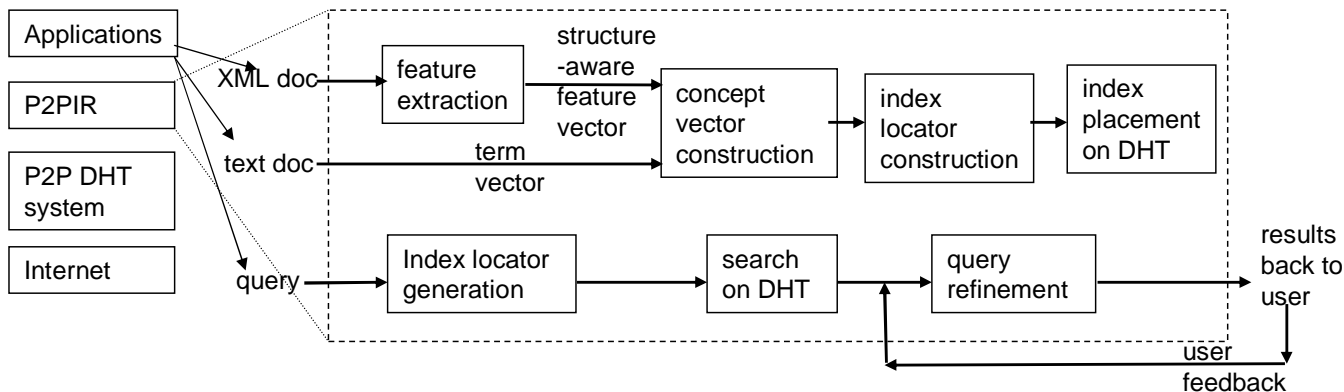 Applications
P2PIR
P2P DHT
system
Internet
XML doc
feature
extraction
structure
-aware
feature
vector
text doc
term
vector
concept
vector
construction
index
locator
construction
index
placement
on DHT
query
Index locator
generation
search
on DHT
query
refinement
results
back to
user
user
feedback